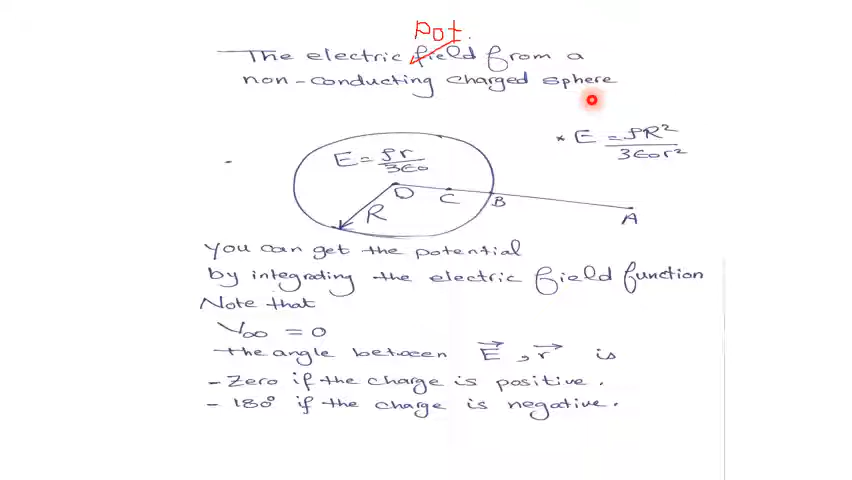 Pot.
The electric field from a
non-conducting charged sphere
* E = ρR²/3ε₀r²
E = ρr/3ε₀
D C B
R A
You can get the potential
by integrating the electric field function
Note that
V∞ = 0
The angle between E⃗ , r⃗ is
- Zero if the charge is positive.
- 180° if the charge is negative.